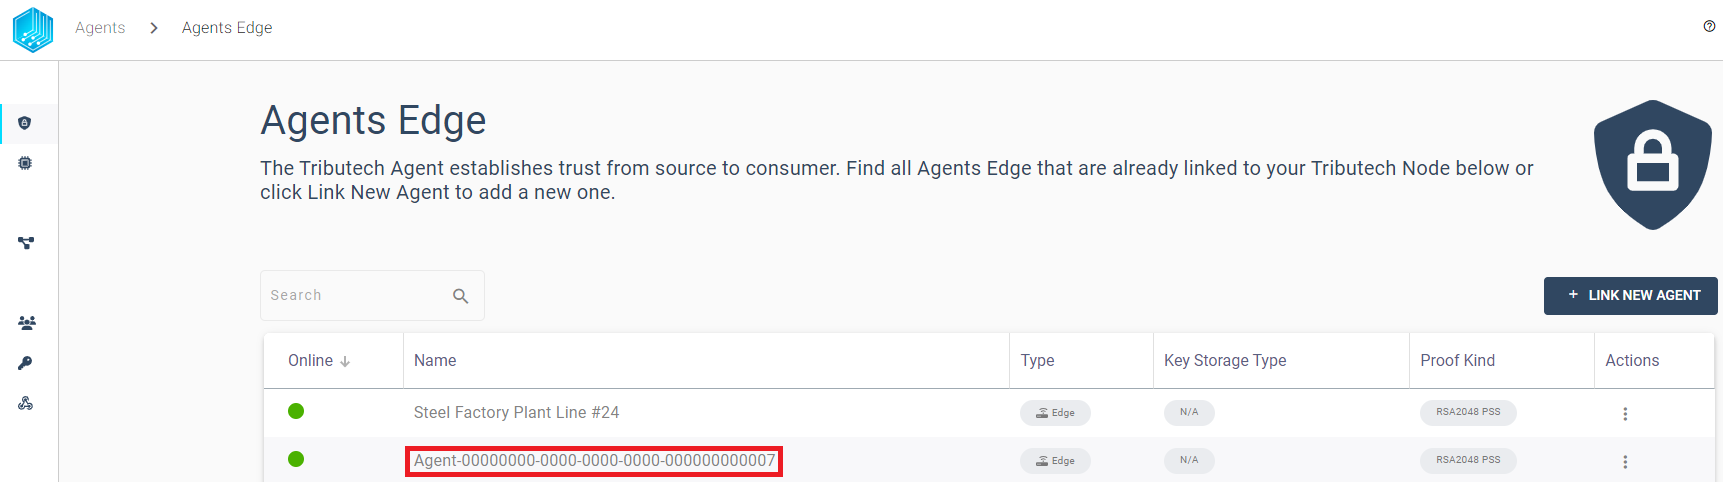 Agents > Agents Edge
Agents Edge
The Tributech Agent establishes trust from source to consumer. Find all Agents Edge that are already linked to your Tributech Node below or
click Link New Agent to add a new one.
Search
+ LINK NEW AGENT
Online ↓ Name Type Key Storage Type Proof Kind Actions
Steel Factory Plant Line #24 Edge N/A RSA2048 PSS
Agent-00000000-0000-0000-0000-000000000007 Edge N/A RSA2048 PSS